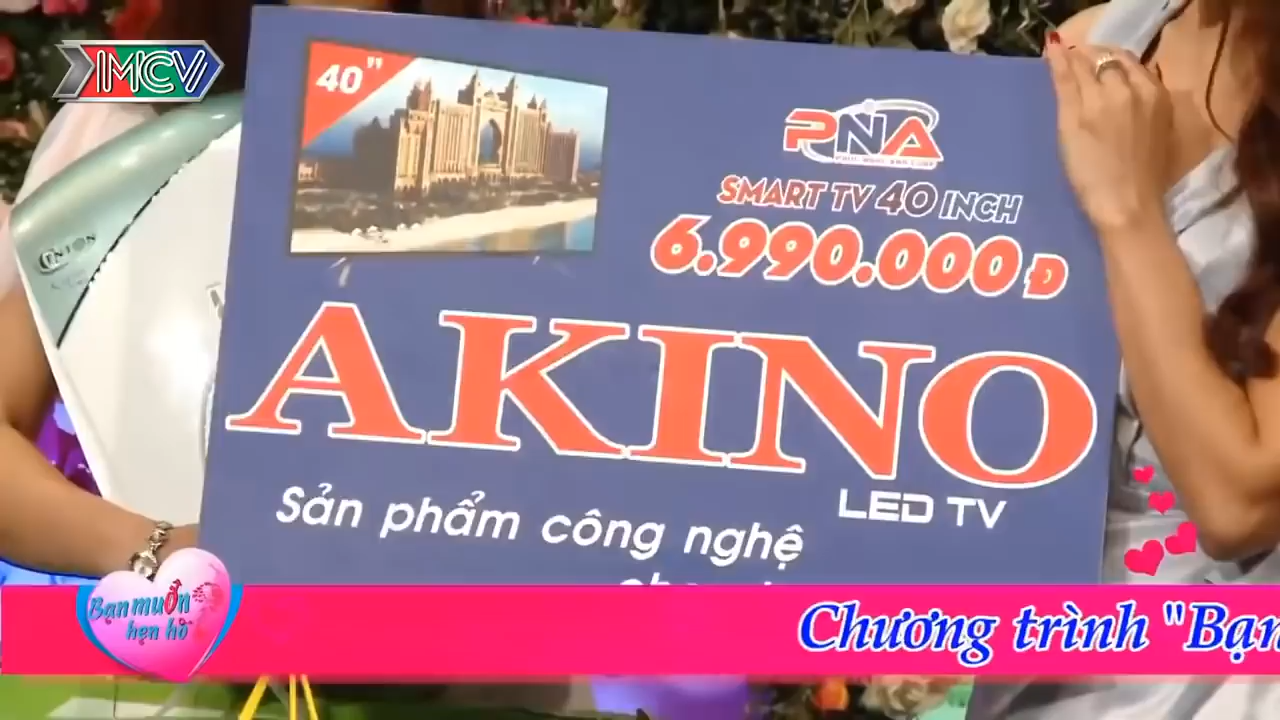 MCV
40"
PNA
SMART TV 40 INCH
6.990.000 Đ
AKINO
LED TV
Sản phẩm công nghệ
Bạn muốn
hẹn hò
Chương trình "Bạn